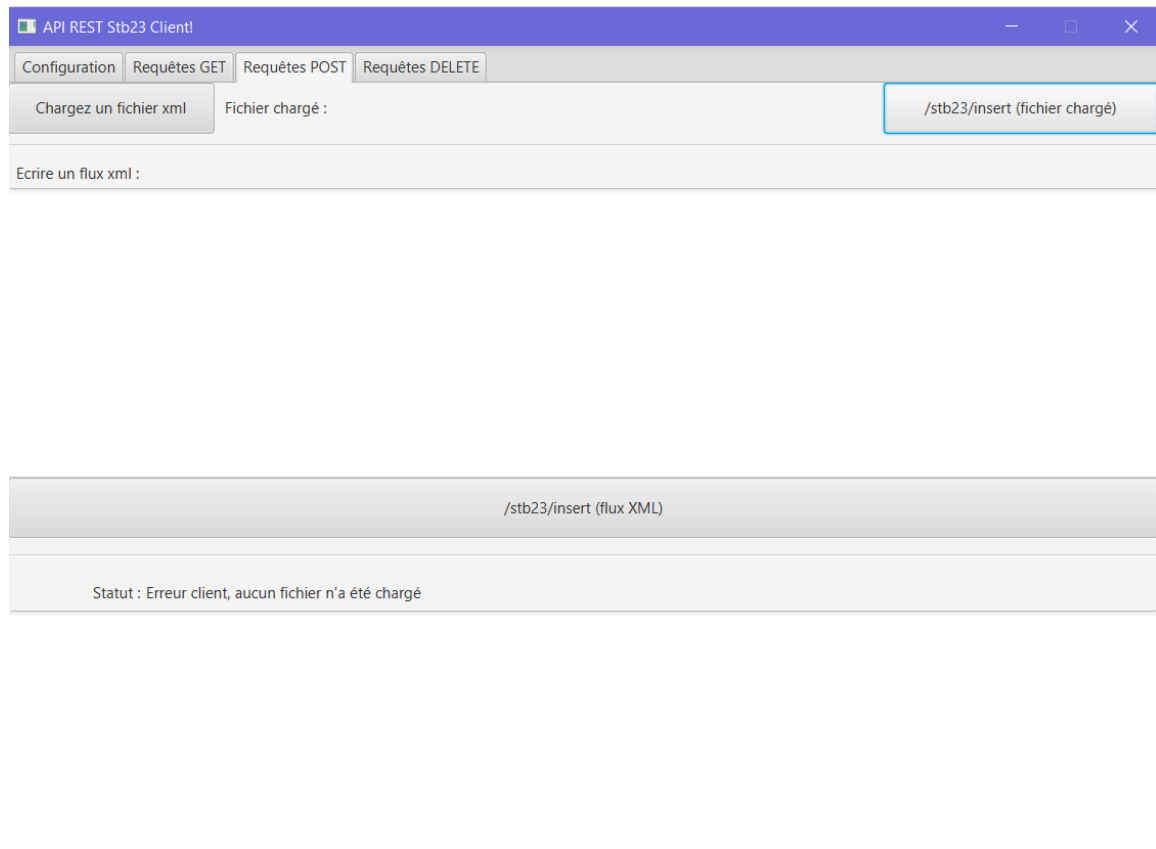 API REST Stb23 Client!
Configuration Requêtes GET Requêtes POST Requêtes DELETE
Chargez un fichier xml Fichier chargé : /stb23/insert (fichier chargé)
Ecrire un flux xml :
/stb23/insert (flux XML)
Statut : Erreur client, aucun fichier n'a été chargé